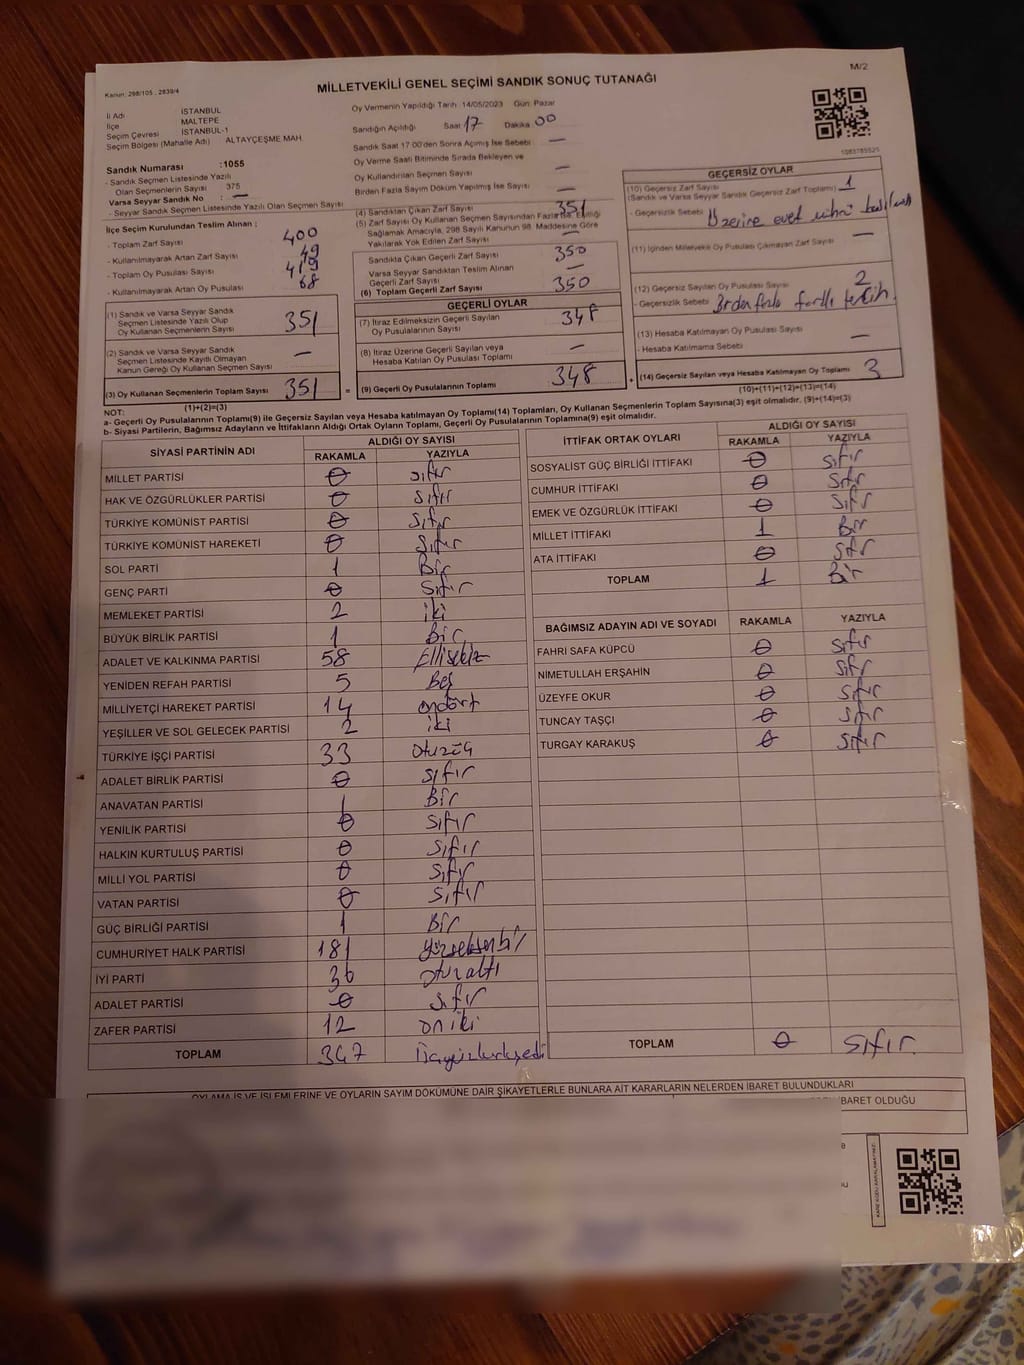 M/2
MİLLETVEKİLİ GENEL SEÇİMİ SANDIK SONUÇ TUTANAĞI
Kanun: 298/105 , 2839/4
İl Adı İSTANBUL
İlçe MALTEPE
Seçim Çevresi İSTANBUL-1
Seçim Bölgesi (Mahalle Adı) ALTAYÇEŞME MAH.
Sandık Numarası :1055
- Sandık Seçmen Listesinde Yazılı
Olan Seçmenlerin Sayısı 375
Varsa Seyyar Sandık No : —
- Seyyar Sandık Seçmen Listesinde Yazılı Olan Seçmen Sayısı
Oy Vermenin Yapıldığı Tarih :14/05/2023 Gün: Pazar
Sandığın Açıldığı Saat 17 Dakika 00
Sandık Saat 17:00'den Sonra Açılmış İse Sebebi —
Oy Verme Saati Bitiminde Sırada Bekleyen ve
Oy Kullandırılan Seçmen Sayısı —
Birden Fazla Sayım Döküm Yapılmış İse Sayısı —
1083785525
İlçe Seçim Kurulundan Teslim Alınan ;
- Toplam Zarf Sayısı 400
- Kullanılmayarak Artan Zarf Sayısı 49
- Toplam Oy Pusulası Sayısı 419
- Kullanılmayarak Artan Oy Pusulası 68
(4) Sandıktan Çıkan Zarf Sayısı 351
(5) Zarf Sayısı Oy Kullanan Seçmen Sayısından Fazla İse, Eşitliği
Sağlamak Amacıyla, 298 Sayılı Kanunun 98. Maddesine Göre
Yakılarak Yok Edilen Zarf Sayısı
Sandıkta Çıkan Geçerli Zarf Sayısı 350
Varsa Seyyar Sandıktan Teslim Alınan
Geçerli Zarf Sayısı —
(6) Toplam Geçerli Zarf Sayısı 350
GEÇERSİZ OYLAR
(10) Geçersiz Zarf Sayısı 1
(Sandık ve Varsa Seyyar Sandık Geçersiz Zarf Toplamı)
- Geçersizlik Sebebi Üzerine evet mührü
(11) İçinden Milletvekili Oy Pusulası Çıkmayan Zarf Sayısı —
(12) Geçersiz Sayılan Oy Pusulası Sayısı 2
- Geçersizlik Sebebi Birden fazla tercih.
(13) Hesaba Katılmayan Oy Pusulası Sayısı —
- Hesaba Katılmama Sebebi
(14) Geçersiz Sayılan veya Hesaba Katılmayan Oy Toplamı 3
(10)+(11)+(12)+(13)=(14)
(1) Sandık ve Varsa Seyyar Sandık
Seçmen Listesinde Yazılı Olup
Oy Kullanan Seçmenlerin Sayısı 351
(2) Sandık ve Varsa Seyyar Sandık
Seçmen Listesinde Kayıtlı Olmayan
Kanun Gereği Oy Kullanan Seçmen Sayısı —
(3) Oy Kullanan Seçmenlerin Toplam Sayısı 351 =
(1)+(2)=(3)
GEÇERLİ OYLAR
(7) İtiraz Edilmeksizin Geçerli Sayılan
Oy Pusulalarının Sayısı 348
(8) İtiraz Üzerine Geçerli Sayılan veya
Hesaba Katılan Oy Pusulası Toplamı —
(9) Geçerli Oy Pusulalarının Toplamı 348 +
NOT:
a- Geçerli Oy Pusulalarının Toplamı(9) ile Geçersiz Sayılan veya Hesaba katılmayan Oy Toplamı(14) Toplamları, Oy Kullanan Seçmenlerin Toplam Sayısına(3) eşit olmalıdır. (9)+(14)=(3)
b- Siyasi Partilerin, Bağımsız Adayların ve İttifakların Aldığı Ortak Oyların Toplamı, Geçerli Oy Pusulalarının Toplamına(9) eşit olmalıdır.
SİYASİ PARTİNİN ADI ALDIĞI OY SAYISI
RAKAMLA YAZIYLA
MİLLET PARTİSİ 0 sıfır
HAK VE ÖZGÜRLÜKLER PARTİSİ 0 sıfır
TÜRKİYE KOMÜNİST PARTİSİ 0 sıfır
TÜRKİYE KOMÜNİST HAREKETİ 0 sıfır
SOL PARTİ 1 Bir
GENÇ PARTİ 0 sıfır
MEMLEKET PARTİSİ 2 iki
BÜYÜK BİRLİK PARTİSİ 1 Bir
ADALET VE KALKINMA PARTİSİ 58 Ellisekiz
YENİDEN REFAH PARTİSİ 5 Beş
MİLLİYETÇİ HAREKET PARTİSİ 14 ondört
YEŞİLLER VE SOL GELECEK PARTİSİ 2 iki
TÜRKİYE İŞÇİ PARTİSİ 33 otuzüç
ADALET BİRLİK PARTİSİ 0 sıfır
ANAVATAN PARTİSİ 1 Bir
YENİLİK PARTİSİ 0 sıfır
HALKIN KURTULUŞ PARTİSİ 0 sıfır
MİLLİ YOL PARTİSİ 0 sıfır
VATAN PARTİSİ 0 sıfır
GÜÇ BİRLİĞİ PARTİSİ 1 Bir
CUMHURİYET HALK PARTİSİ 181 yüzseksenbir
İYİ PARTİ 36 otuzaltı
ADALET PARTİSİ 0 sıfır
ZAFER PARTİSİ 12 oniki
TOPLAM 347 Üçyüzkırkyedi
İTTİFAK ORTAK OYLARI ALDIĞI OY SAYISI
RAKAMLA YAZIYLA
SOSYALİST GÜÇ BİRLİĞİ İTTİFAKI 0 sıfır
CUMHUR İTTİFAKI 0 sıfır
EMEK VE ÖZGÜRLÜK İTTİFAKI 0 sıfır
MİLLET İTTİFAKI 1 Bir
ATA İTTİFAKI 0 sıfır
TOPLAM 1 Bir
BAĞIMSIZ ADAYIN ADI VE SOYADI RAKAMLA YAZIYLA
FAHRİ SAFA KÜPCÜ 0 sıfır
NİMETULLAH ERŞAHİN 0 sıfır
ÜZEYFE OKUR 0 sıfır
TUNCAY TAŞÇI 0 sıfır
TURGAY KARAKUŞ 0 sıfır
TOPLAM 0 sıfır.
OYLAMA İŞ VE İŞLEMLERİNE VE OYLARIN SAYIM DÖKÜMÜNE DAİR ŞİKAYETLERLE BUNLARA AİT KARARLARIN NELERDEN İBARET BULUNDUKLARI
İBARET OLDUĞU
KARE KODU KARALAMAYINIZ